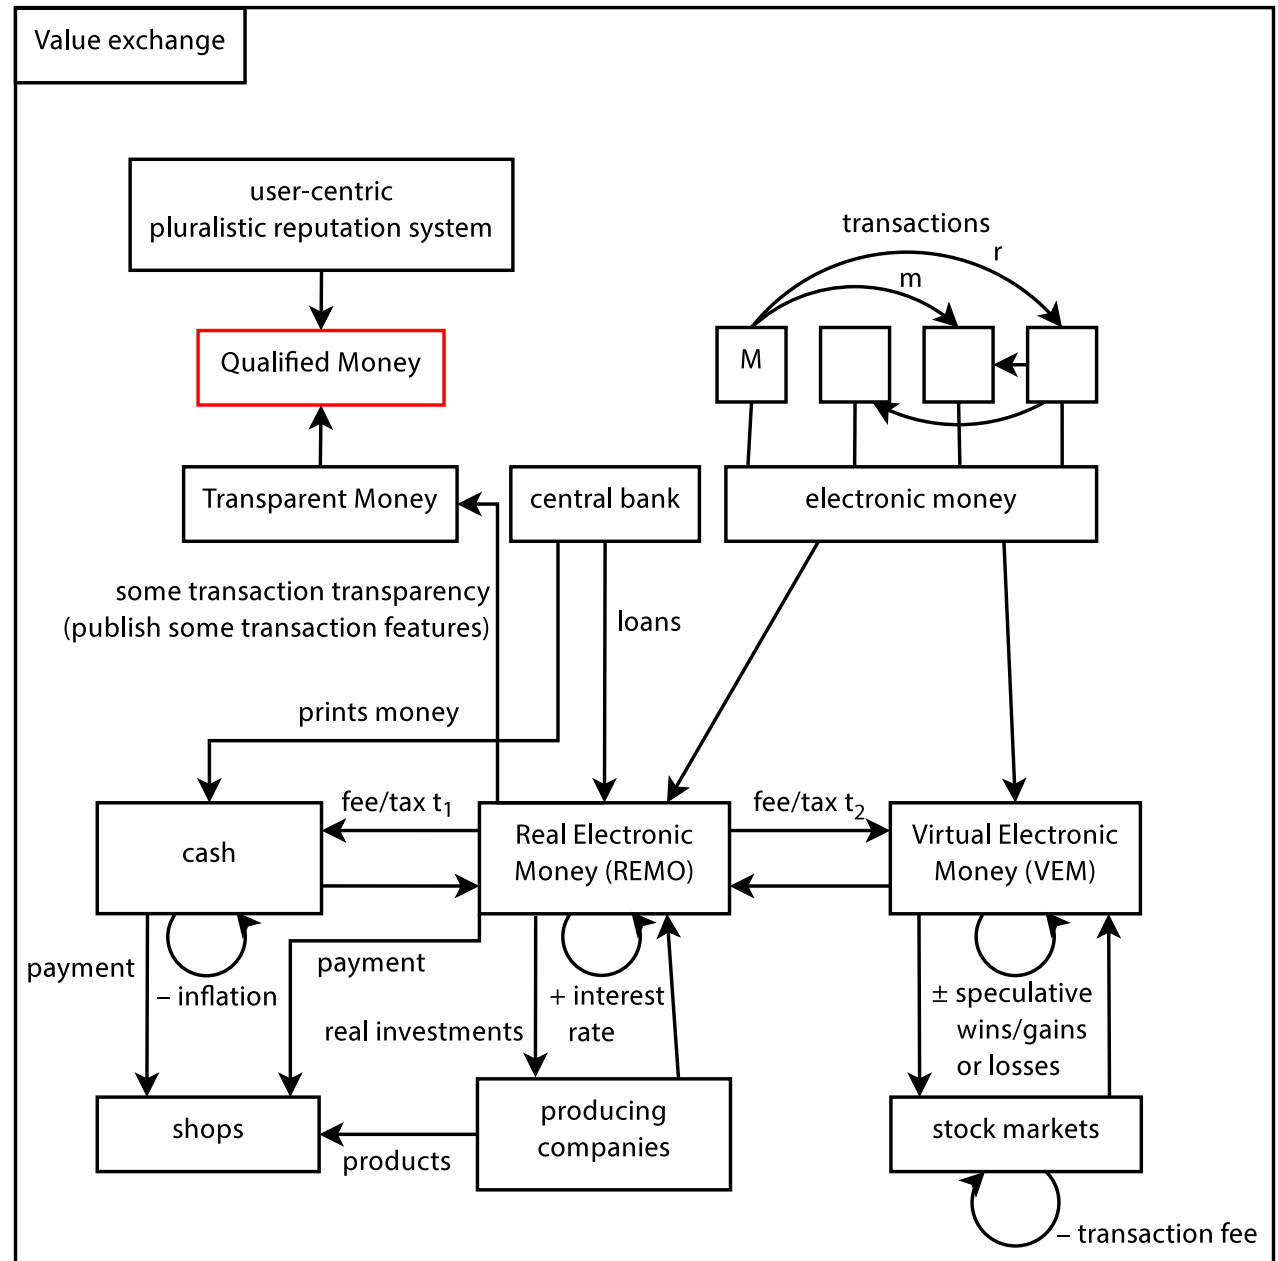 Value exchange
user-centric
pluralistic reputation system
transactions
r
m
Qualified Money
M
Transparent Money
central bank
electronic money
some transaction transparency
(publish some transaction features)
loans
prints money
fee/tax t₁
fee/tax t₂
cash
Real Electronic
Money (REMO)
Virtual Electronic
Money (VEM)
payment
– inflation
payment
+ interest
rate
real investments
± speculative
wins/gains
or losses
shops
products
producing
companies
stock markets
– transaction fee